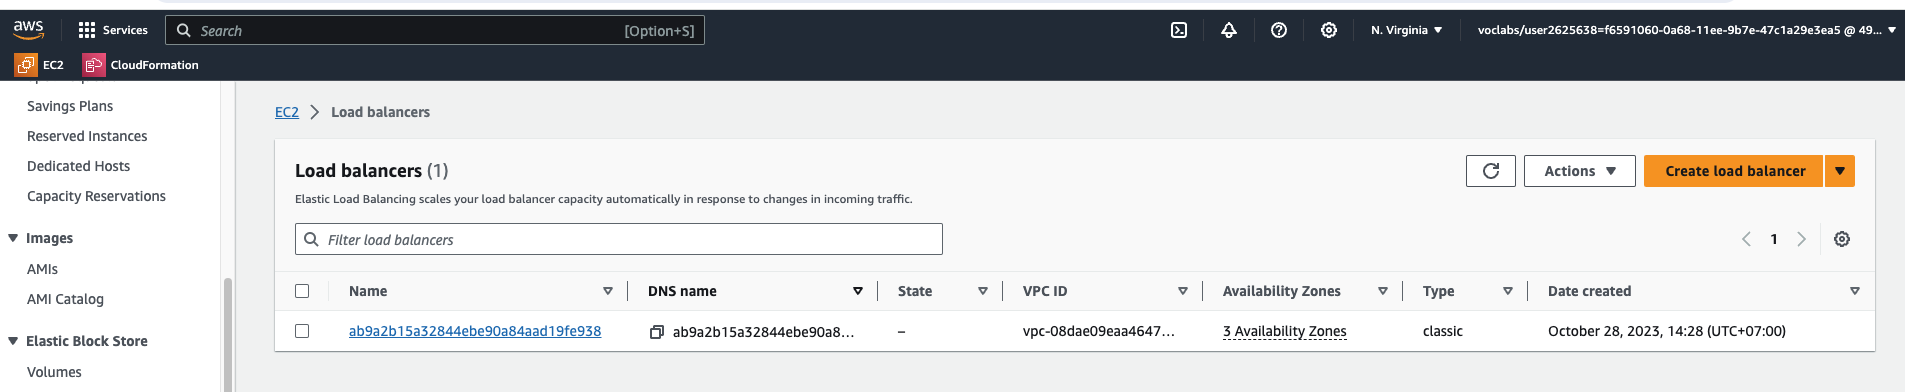 aws
Services
Search
[Option+S]
N. Virginia
voclabs/user2625638=f6591060-0a68-11ee-9b7e-47c1a29e3ea5 @ 49...
EC2
CloudFormation
Savings Plans
Reserved Instances
Dedicated Hosts
Capacity Reservations
Images
AMIs
AMI Catalog
Elastic Block Store
Volumes
EC2 > Load balancers
Load balancers (1)
Elastic Load Balancing scales your load balancer capacity automatically in response to changes in incoming traffic.
Actions
Create load balancer
Filter load balancers
1
Name DNS name State VPC ID Availability Zones Type Date created
ab9a2b15a32844ebe90a84aad19fe938 ab9a2b15a32844ebe90a8... – vpc-08dae09eaa4647... 3 Availability Zones classic October 28, 2023, 14:28 (UTC+07:00)